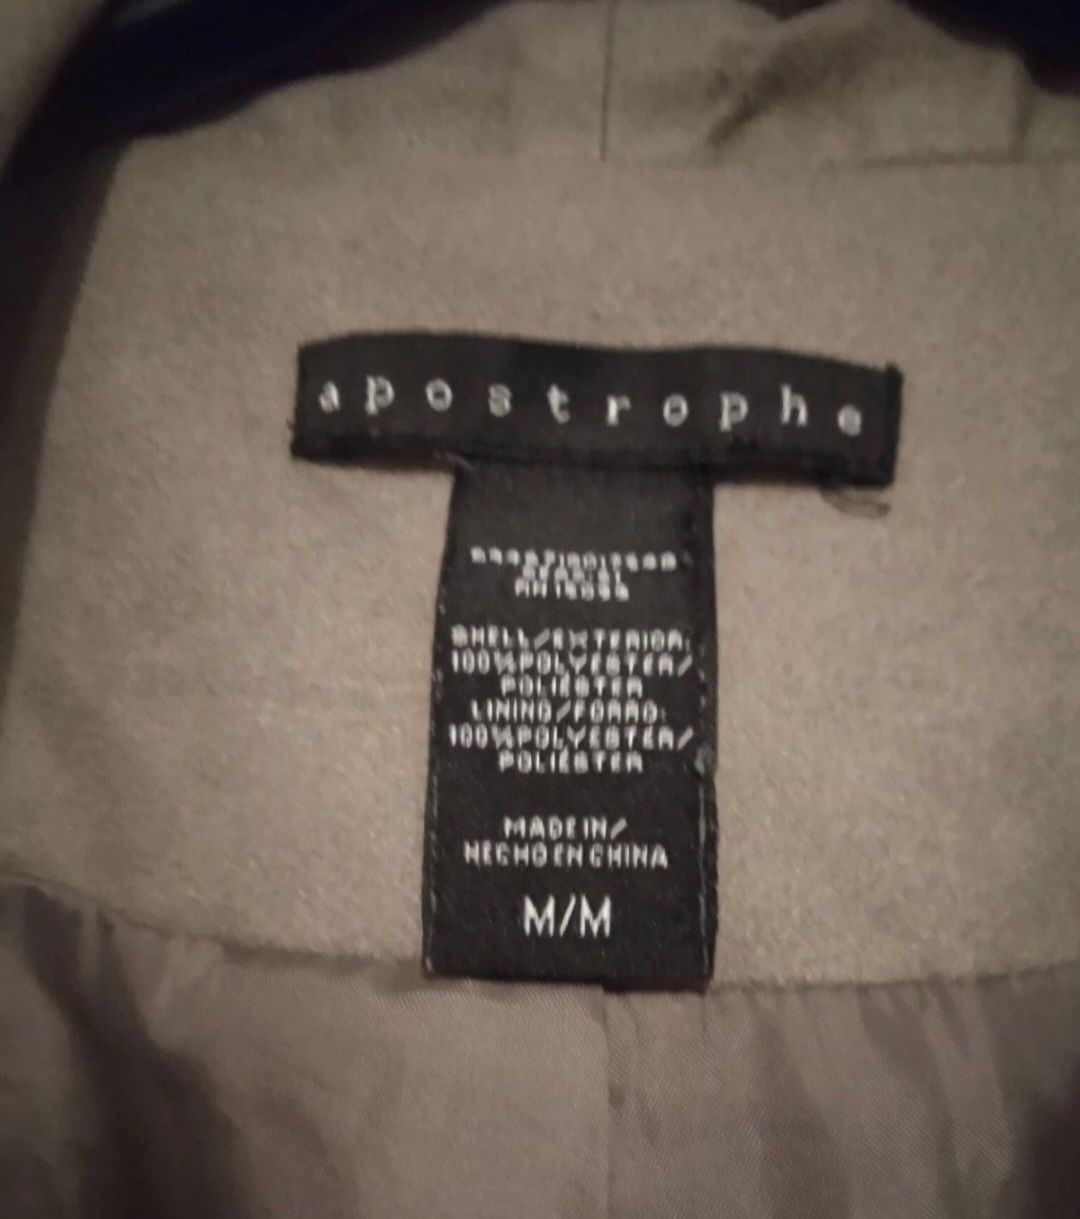 apostrophe
SHELL/EXTERIOR:
100%POLYESTER/
POLIÉSTER
LINING/FORRO:
100%POLYESTER/
POLIÉSTER
MADE IN/
HECHO EN CHINA
M/M